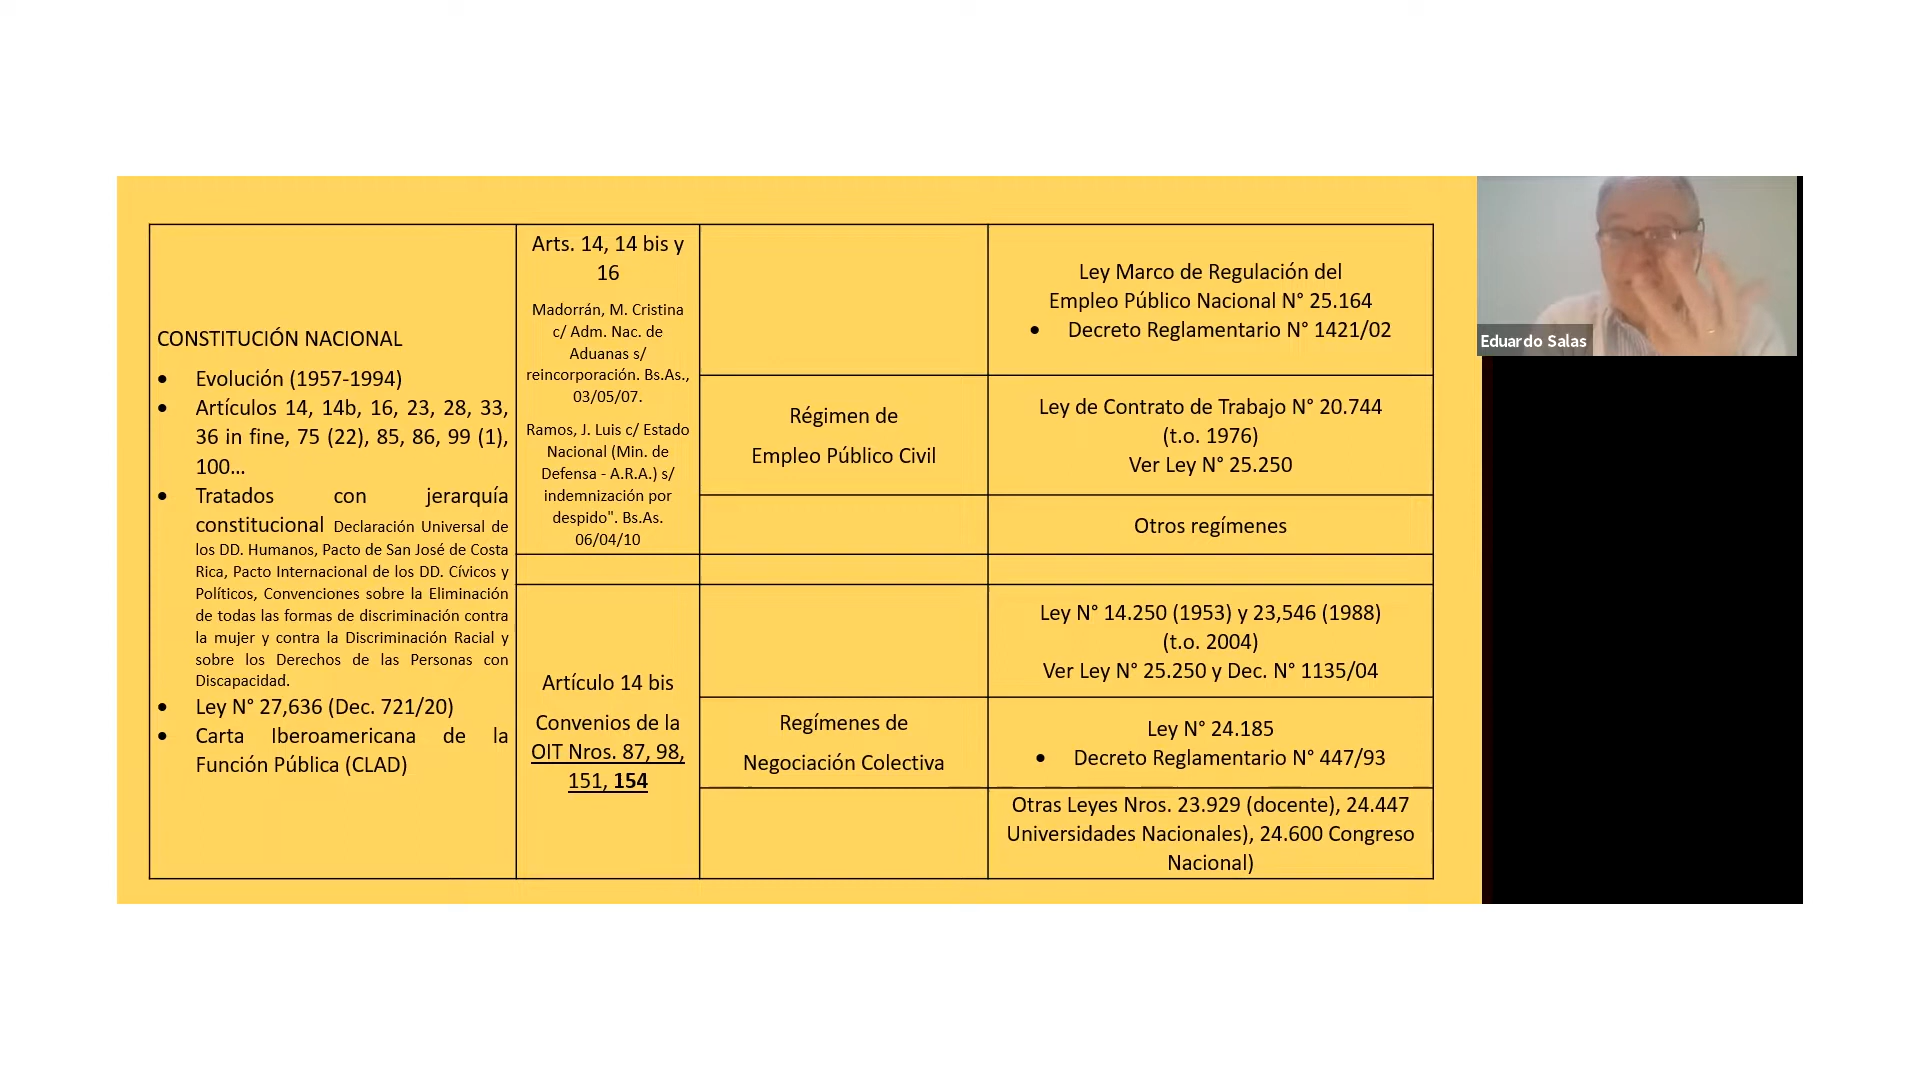 CONSTITUCIÓN NACIONAL
• Evolución (1957-1994)
• Artículos 14, 14b, 16, 23, 28, 33,
36 in fine, 75 (22), 85, 86, 99 (1),
100...
• Tratados con jerarquía
constitucional Declaración Universal de
los DD. Humanos, Pacto de San José de Costa
Rica, Pacto Internacional de los DD. Cívicos y
Políticos, Convenciones sobre la Eliminación
de todas las formas de discriminación contra
la mujer y contra la Discriminación Racial y
sobre los Derechos de las Personas con
Discapacidad.
• Ley N° 27,636 (Dec. 721/20)
• Carta Iberoamericana de la
Función Pública (CLAD)
Arts. 14, 14 bis y
16
Madorrán, M. Cristina
c/ Adm. Nac. de
Aduanas s/
reincorporación. Bs.As.,
03/05/07.
Ramos, J. Luis c/ Estado
Nacional (Min. de
Defensa - A.R.A.) s/
indemnización por
despido". Bs.As.
06/04/10
Régimen de
Empleo Público Civil
Ley Marco de Regulación del
Empleo Público Nacional N° 25.164
• Decreto Reglamentario N° 1421/02
Ley de Contrato de Trabajo N° 20.744
(t.o. 1976)
Ver Ley N° 25.250
Otros regímenes
Artículo 14 bis
Convenios de la
OIT Nros. 87, 98,
151, 154
Regímenes de
Negociación Colectiva
Ley N° 14.250 (1953) y 23,546 (1988)
(t.o. 2004)
Ver Ley N° 25.250 y Dec. N° 1135/04
Ley N° 24.185
• Decreto Reglamentario N° 447/93
Otras Leyes Nros. 23.929 (docente), 24.447
Universidades Nacionales), 24.600 Congreso
Nacional)
Eduardo Salas